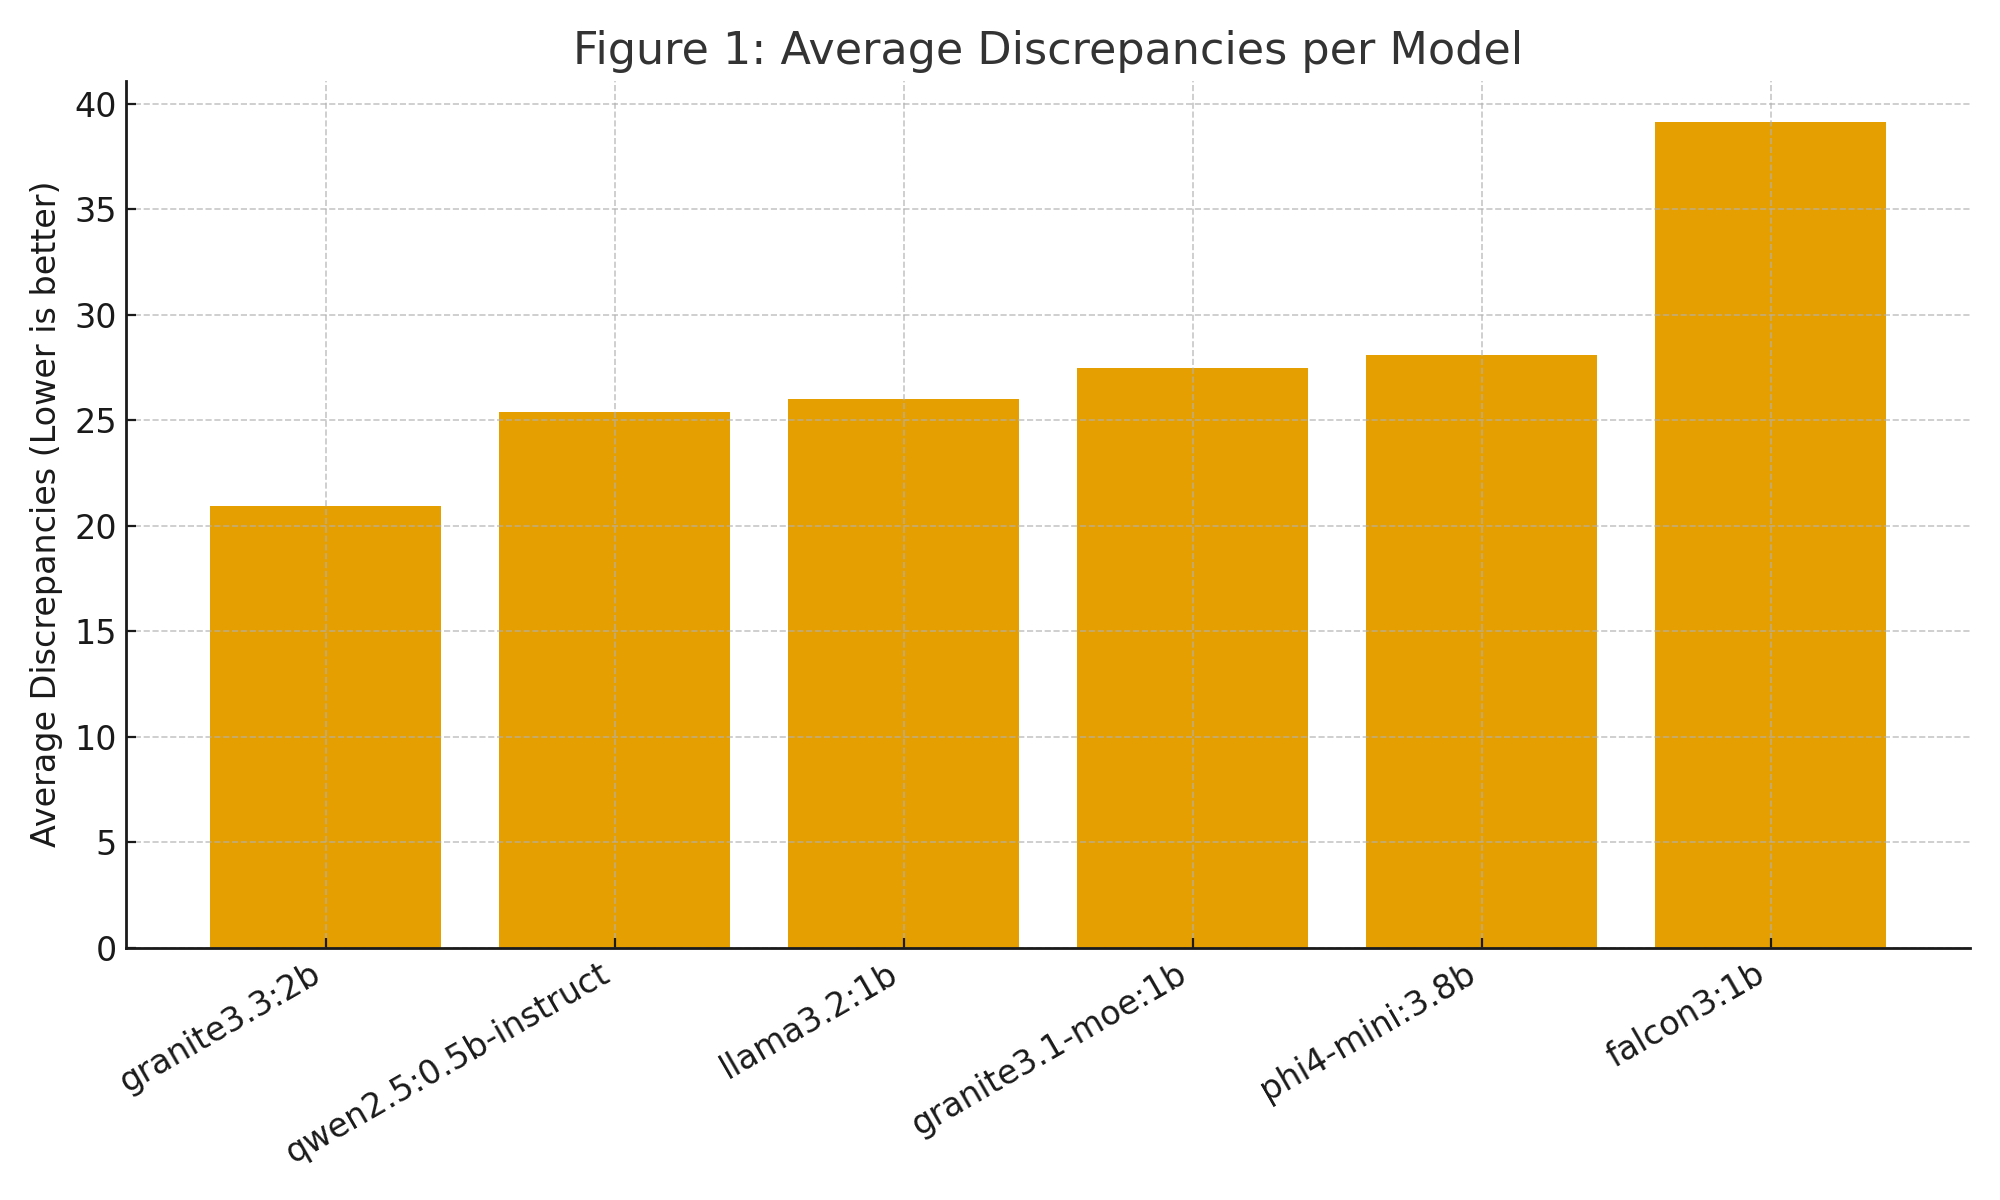 Figure 1: Average Discrepancies per Model
Average Discrepancies (Lower is better)
40
35
30
25
20
15
10
5
0
granite3.3:2b
qwen2.5:0.5b-instruct
llama3.2:1b
granite3.1-moe:1b
phi4-mini:3.8b
falcon3:1b